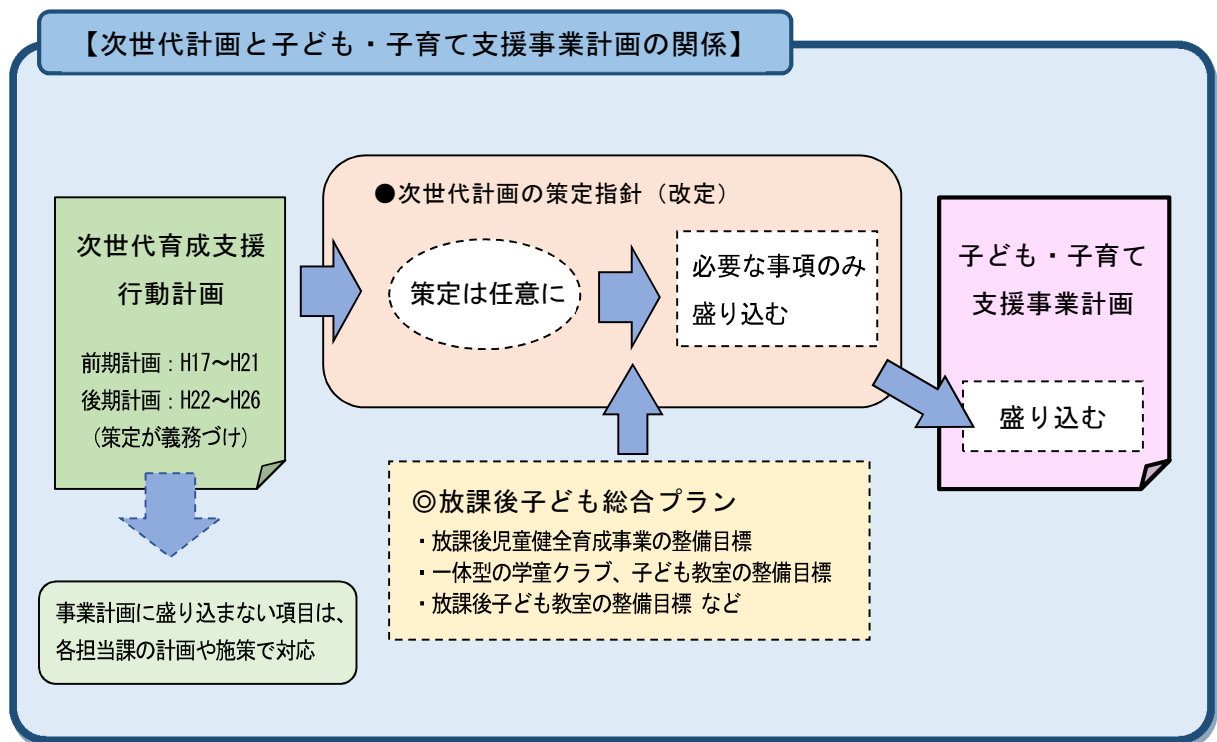 【次世代計画と子ども・子育て支援事業計画の関係】
次世代育成支援
行動計画
前期計画：H17～H21
後期計画：H22～H26
（策定が義務づけ）
●次世代計画の策定指針（改定）
策定は任意に
必要な事項のみ
盛り込む
子ども・子育て
支援事業計画
盛り込む
◎放課後子ども総合プラン
・放課後児童健全育成事業の整備目標
・一体型の学童クラブ、子ども教室の整備目標
・放課後子ども教室の整備目標 など
事業計画に盛り込まない項目は、
各担当課の計画や施策で対応